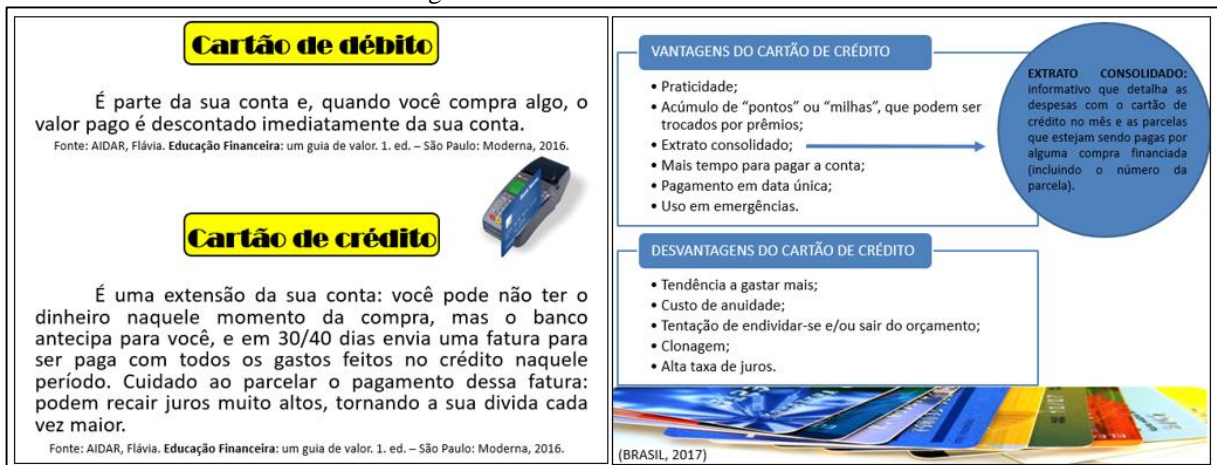 Cartão de débito
É parte da sua conta e, quando você compra algo, o
valor pago é descontado imediatamente da sua conta.
Fonte: AIDAR, Flávia. Educação Financeira: um guia de valor. 1. ed. – São Paulo: Moderna, 2016.
Cartão de crédito
É uma extensão da sua conta: você pode não ter o
dinheiro naquele momento da compra, mas o banco
antecipa para você, e em 30/40 dias envia uma fatura para
ser paga com todos os gastos feitos no crédito naquele
período. Cuidado ao parcelar o pagamento dessa fatura:
podem recair juros muito altos, tornando a sua divida cada
vez maior.
Fonte: AIDAR, Flávia. Educação Financeira: um guia de valor. 1. ed. – São Paulo: Moderna, 2016.
VANTAGENS DO CARTÃO DE CRÉDITO
• Praticidade;
• Acúmulo de “pontos” ou “milhas”, que podem ser
trocados por prêmios;
• Extrato consolidado;
• Mais tempo para pagar a conta;
• Pagamento em data única;
• Uso em emergências.
EXTRATO CONSOLIDADO:
informativo que detalha as
despesas com o cartão de
crédito no mês e as parcelas
que estejam sendo pagas por
alguma compra financiada
(incluindo o número da
parcela).
DESVANTAGENS DO CARTÃO DE CRÉDITO
• Tendência a gastar mais;
• Custo de anuidade;
• Tentação de endividar-se e/ou sair do orçamento;
• Clonagem;
• Alta taxa de juros.
(BRASIL, 2017)